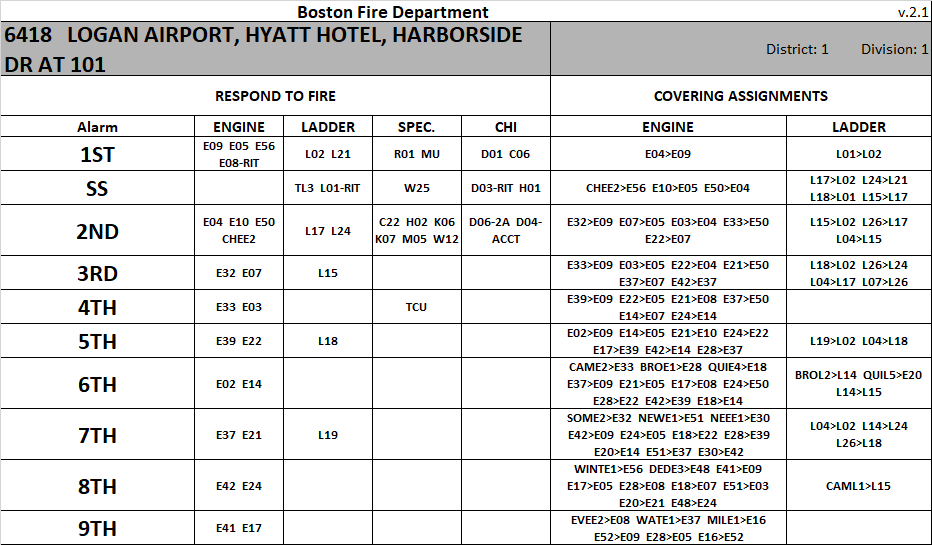 Boston Fire Department
v.2.1
6418 LOGAN AIRPORT, HYATT HOTEL, HARBORSIDE
DR AT 101
District: 1 Division: 1
RESPOND TO FIRE
COVERING ASSIGNMENTS
Alarm ENGINE LADDER SPEC. CHI ENGINE LADDER
1ST
E09 E05 E56
E08-RIT
L02 L21
R01 MU
D01 C06
E04>E09
L01>L02
SS
TL3 L01-RIT
W25
D03-RIT H01
CHEE2>E56 E10>E05 E50>E04
L17>L02 L24>L21
L18>L01 L15>L17
2ND
E04 E10 E50
CHEE2
L17 L24
C22 H02 K06
K07 M05 W12
D06-2A D04-
ACCT
E32>E09 E07>E05 E03>E04 E33>E50
E22>E07
L15>L02 L26>L17
L04>L15
3RD
E32 E07
L15
E33>E09 E03>E05 E22>E04 E21>E50
E37>E07 E42>E37
L18>L02 L26>L24
L04>L17 L07>L26
4TH
E33 E03
TCU
E39>E09 E22>E05 E21>E08 E37>E50
E14>E07 E24>E14
5TH
E39 E22
L18
E02>E09 E14>E05 E21>E10 E24>E22
E17>E39 E42>E14 E28>E37
L19>L02 L04>L18
6TH
E02 E14
CAME2>E33 BROE1>E28 QUIE4>E18
E37>E09 E21>E05 E17>E08 E24>E50
E28>E22 E42>E39 E18>E14
BROL2>L14 QUIL5>E20
L14>L15
7TH
E37 E21
L19
SOME2>E32 NEWE1>E51 NEEE1>E30
E42>E09 E24>E05 E18>E22 E28>E39
E20>E14 E51>E37 E30>E42
L04>L02 L14>L24
L26>L18
8TH
E42 E24
WINTE1>E56 DEDE3>E48 E41>E09
E17>E05 E28>E08 E18>E07 E51>E03
E20>E21 E48>E24
CAML1>L15
9TH
E41 E17
EVEE2>E08 WATE1>E37 MILE1>E16
E52>E09 E28>E05 E16>E52